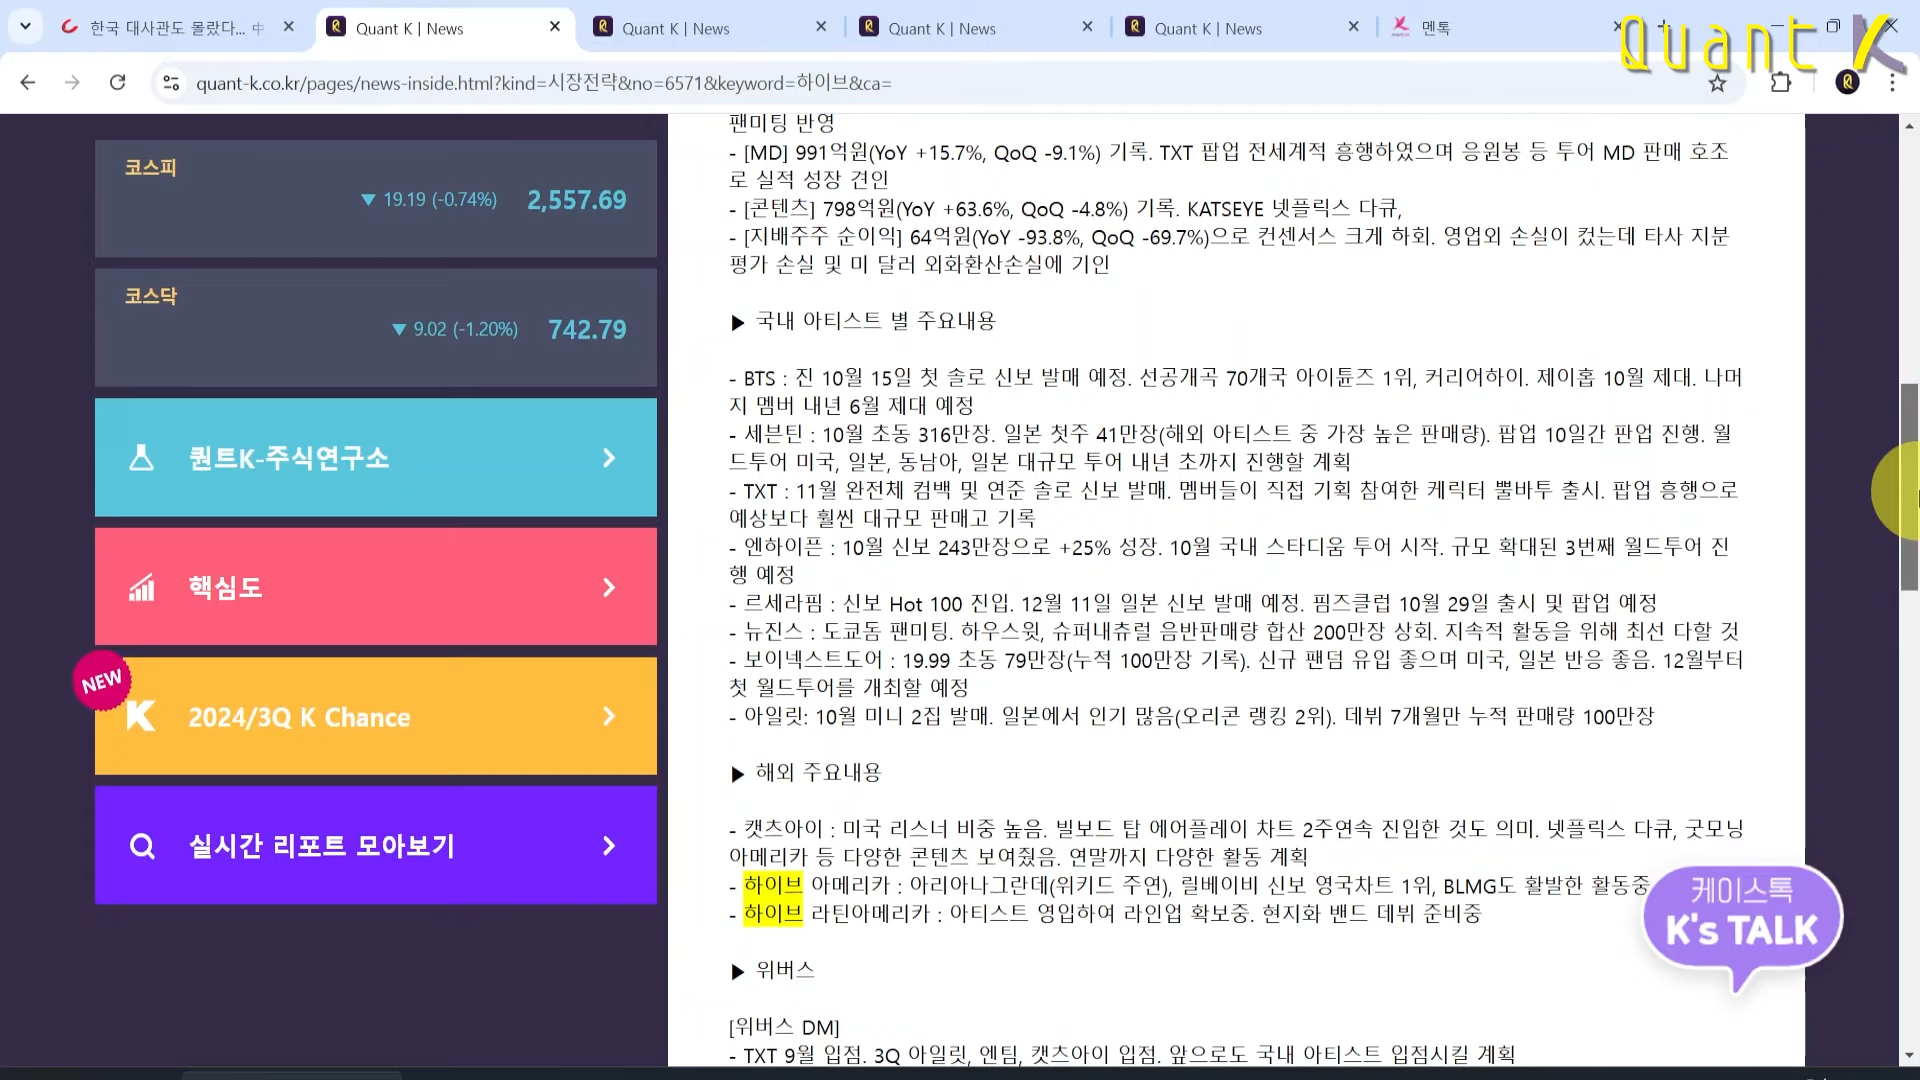 한국 대사관도 몰랐다... 中
Quant K | News
Quant K | News
Quant K | News
Quant K | News
멘톡
Quant K
quant-k.co.kr/pages/news-inside.html?kind=시장전략&no=6571&keyword=하이브&ca=
코스피
▼ 19.19 (-0.74%) 2,557.69
코스닥
▼ 9.02 (-1.20%) 742.79
퀀트K-주식연구소
핵심도
NEW
K 2024/3Q K Chance
실시간 리포트 모아보기
팬미팅 반영
- [MD] 991억원(YoY +15.7%, QoQ -9.1%) 기록. TXT 팝업 전세계적 흥행하였으며 응원봉 등 투어 MD 판매 호조
로 실적 성장 견인
- [콘텐츠] 798억원(YoY +63.6%, QoQ -4.8%) 기록. KATSEYE 넷플릭스 다큐,
- [지배주주 순이익] 64억원(YoY -93.8%, QoQ -69.7%)으로 컨센서스 크게 하회. 영업외 손실이 컸는데 타사 지분
평가 손실 및 미 달러 외화환산손실에 기인
▶ 국내 아티스트 별 주요내용
- BTS : 진 10월 15일 첫 솔로 신보 발매 예정. 선공개곡 70개국 아이튠즈 1위, 커리어하이. 제이홉 10월 제대. 나머
지 멤버 내년 6월 제대 예정
- 세븐틴 : 10월 초동 316만장. 일본 첫주 41만장(해외 아티스트 중 가장 높은 판매량). 팝업 10일간 판업 진행. 월
드투어 미국, 일본, 동남아, 일본 대규모 투어 내년 초까지 진행할 계획
- TXT : 11월 완전체 컴백 및 연준 솔로 신보 발매. 멤버들이 직접 기획 참여한 케릭터 뿔바투 출시. 팝업 흥행으로
예상보다 훨씬 대규모 판매고 기록
- 엔하이픈 : 10월 신보 243만장으로 +25% 성장. 10월 국내 스타디움 투어 시작. 규모 확대된 3번째 월드투어 진
행 예정
- 르세라핌 : 신보 Hot 100 진입. 12월 11일 일본 신보 발매 예정. 핌즈클럽 10월 29일 출시 및 팝업 예정
- 뉴진스 : 도쿄돔 팬미팅. 하우스윗, 슈퍼내츄럴 음반판매량 합산 200만장 상회. 지속적 활동을 위해 최선 다할 것
- 보이넥스트도어 : 19.99 초동 79만장(누적 100만장 기록). 신규 팬덤 유입 좋으며 미국, 일본 반응 좋음. 12월부터
첫 월드투어를 개최할 예정
- 아일릿: 10월 미니 2집 발매. 일본에서 인기 많음(오리콘 랭킹 2위). 데뷔 7개월만 누적 판매량 100만장
▶ 해외 주요내용
- 캣츠아이 : 미국 리스너 비중 높음. 빌보드 탑 에어플레이 차트 2주연속 진입한 것도 의미. 넷플릭스 다큐, 굿모닝
아메리카 등 다양한 콘텐츠 보여줬음. 연말까지 다양한 활동 계획
- 하이브 아메리카 : 아리아나그란데(위키드 주연), 릴베이비 신보 영국차트 1위, BLMG도 활발한 활동중
- 하이브 라틴아메리카 : 아티스트 영입하여 라인업 확보중. 현지화 밴드 데뷔 준비중
▶ 위버스
[위버스 DM]
- TXT 9월 입점. 3Q 아일릿, 엔팀, 캣츠아이 입점. 앞으로도 국내 아티스트 입점시킬 계획
케이스톡
K's TALK